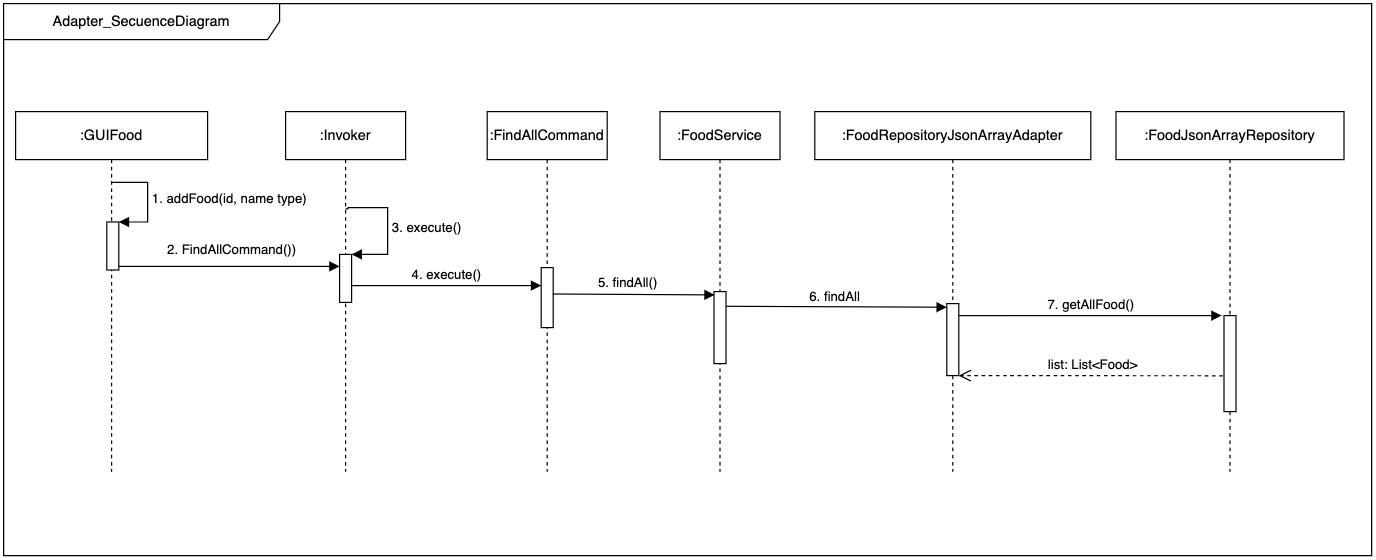 Adapter_SecuenceDiagram
:GUIFood
:Invoker
:FindAllCommand
:FoodService
:FoodRepositoryJsonArrayAdapter
:FoodJsonArrayRepository
1. addFood(id, name type)
2. FindAllCommand())
3. execute()
4. execute()
5. findAll()
6. findAll
7. getAllFood()
list: List<Food>